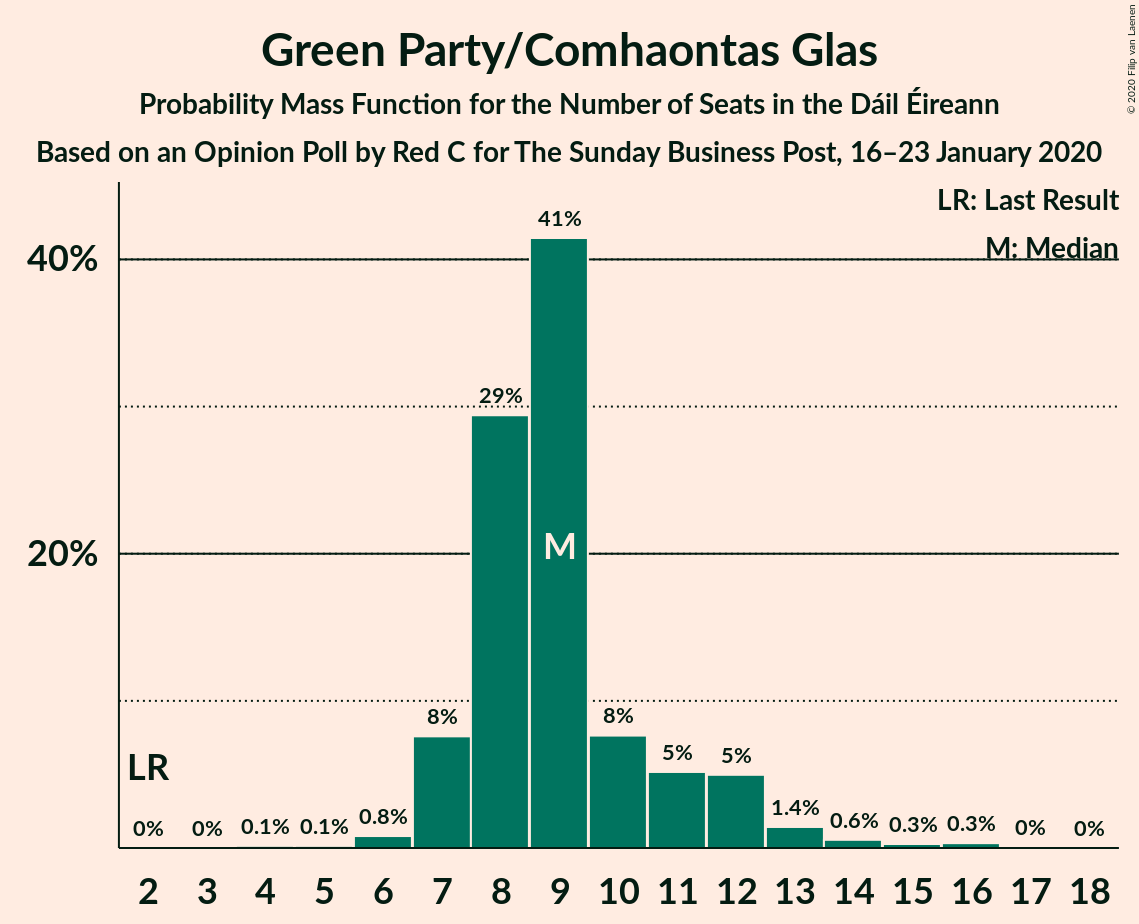 Green Party/Comhaontas Glas
Probability Mass Function for the Number of Seats in the Dáil Éireann
Based on an Opinion Poll by Red C for The Sunday Business Post, 16–23 January 2020
© 2020 Filip van Laenen
LR: Last Result
M: Median
40%
20%
41%
29%
M
8%
8%
5%
5%
LR
0%
0%
0.1%
0.1%
0.8%
1.4%
0.6%
0.3%
0.3%
0%
0%
2 3 4 5 6 7 8 9 10 11 12 13 14 15 16 17 18